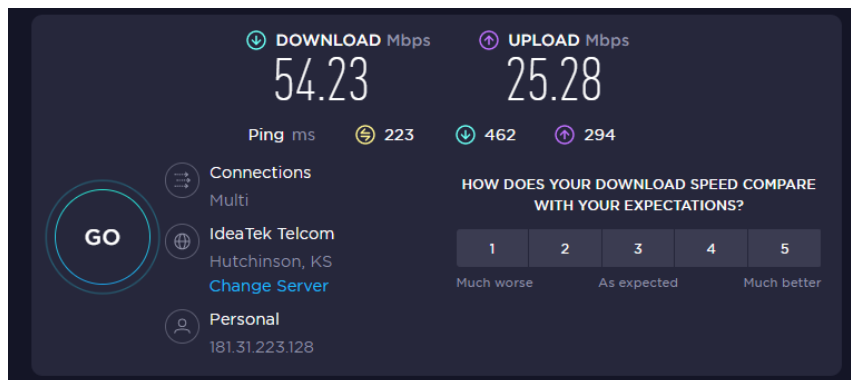 DOWNLOAD Mbps
54.23
UPLOAD Mbps
25.28
Ping ms 223 462 294
Connections
Multi
IdeaTek Telcom
Hutchinson, KS
Change Server
Personal
181.31.223.128
GO
HOW DOES YOUR DOWNLOAD SPEED COMPARE
WITH YOUR EXPECTATIONS?
1 2 3 4 5
Much worse As expected Much better